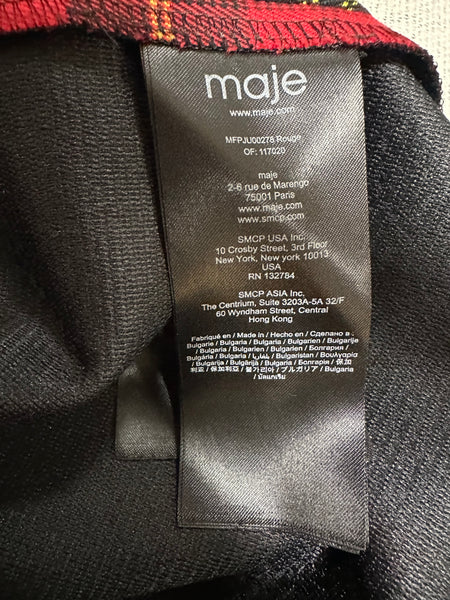 maje
www.maje.com
MFPJU00278 Rouge
OF: 117020
maje
2-6 rue de Marengo
75001 Paris
www.maje.com
www.smcp.com
SMCP USA Inc.
10 Crosby Street, 3rd Floor
New York, New york 10013
USA
RN 132784
SMCP ASIA Inc.
The Centrium, Suite 3203A-5A 32/F
60 Wyndham Street, Central
Hong Kong
Fabriqué en / Made in / Hecho en / Сделано в :
Bulgarie / Bulgaria / Bulgaria / Bulgarien / Bulgarije
Bulgaria / Bulgaria / Bulgarien / Болгария /
Bulgária / بلغاريا / Bulgaristan / Βουλγαρία
Bulgarija / Bulgārijā / Bulgaaria / България / 保加
利亚 / 保加利亞 / 불가리아 / ブルガリア / Bulgaria
/ บัลแกเรีย